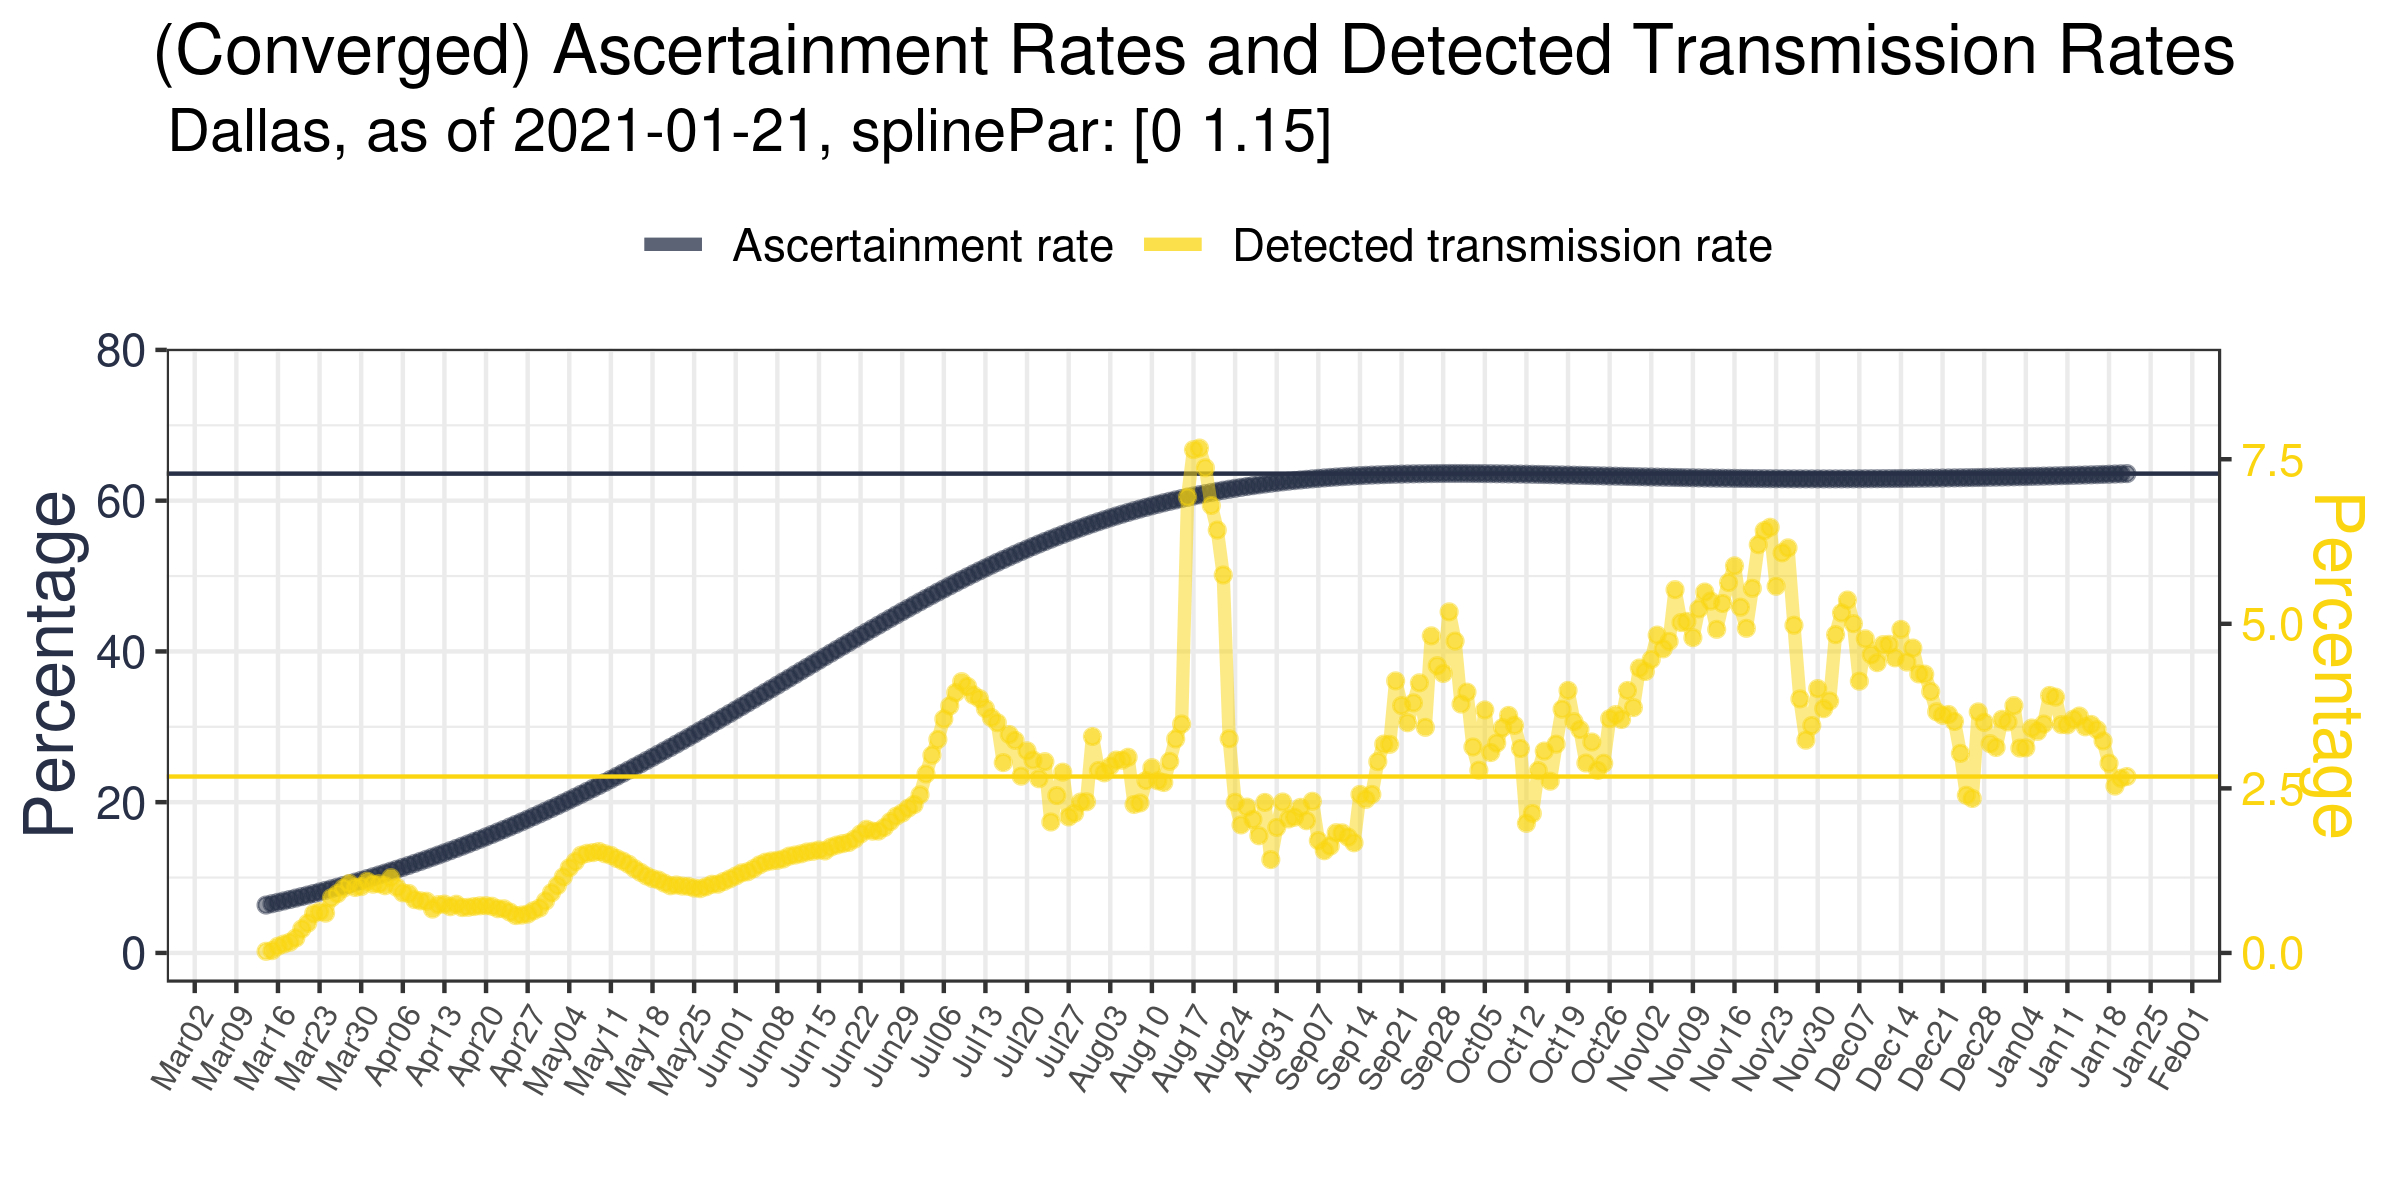 (Converged) Ascertainment Rates and Detected Transmission Rates
Dallas, as of 2021-01-21, splinePar: [0 1.15]
Ascertainment rate Detected transmission rate
Percentage
80
60
40
20
0
7.5
5.0
2.5
0.0
Percentage
Mar02 Mar09 Mar16 Mar23 Mar30 Apr06 Apr13 Apr20 Apr27 May04 May11 May18 May25 Jun01 Jun08 Jun15 Jun22 Jun29 Jul06 Jul13 Jul20 Jul27 Aug03 Aug10 Aug17 Aug24 Aug31 Sep07 Sep14 Sep21 Sep28 Oct05 Oct12 Oct19 Oct26 Nov02 Nov09 Nov16 Nov23 Nov30 Dec07 Dec14 Dec21 Dec28 Jan04 Jan11 Jan18 Jan25 Feb01